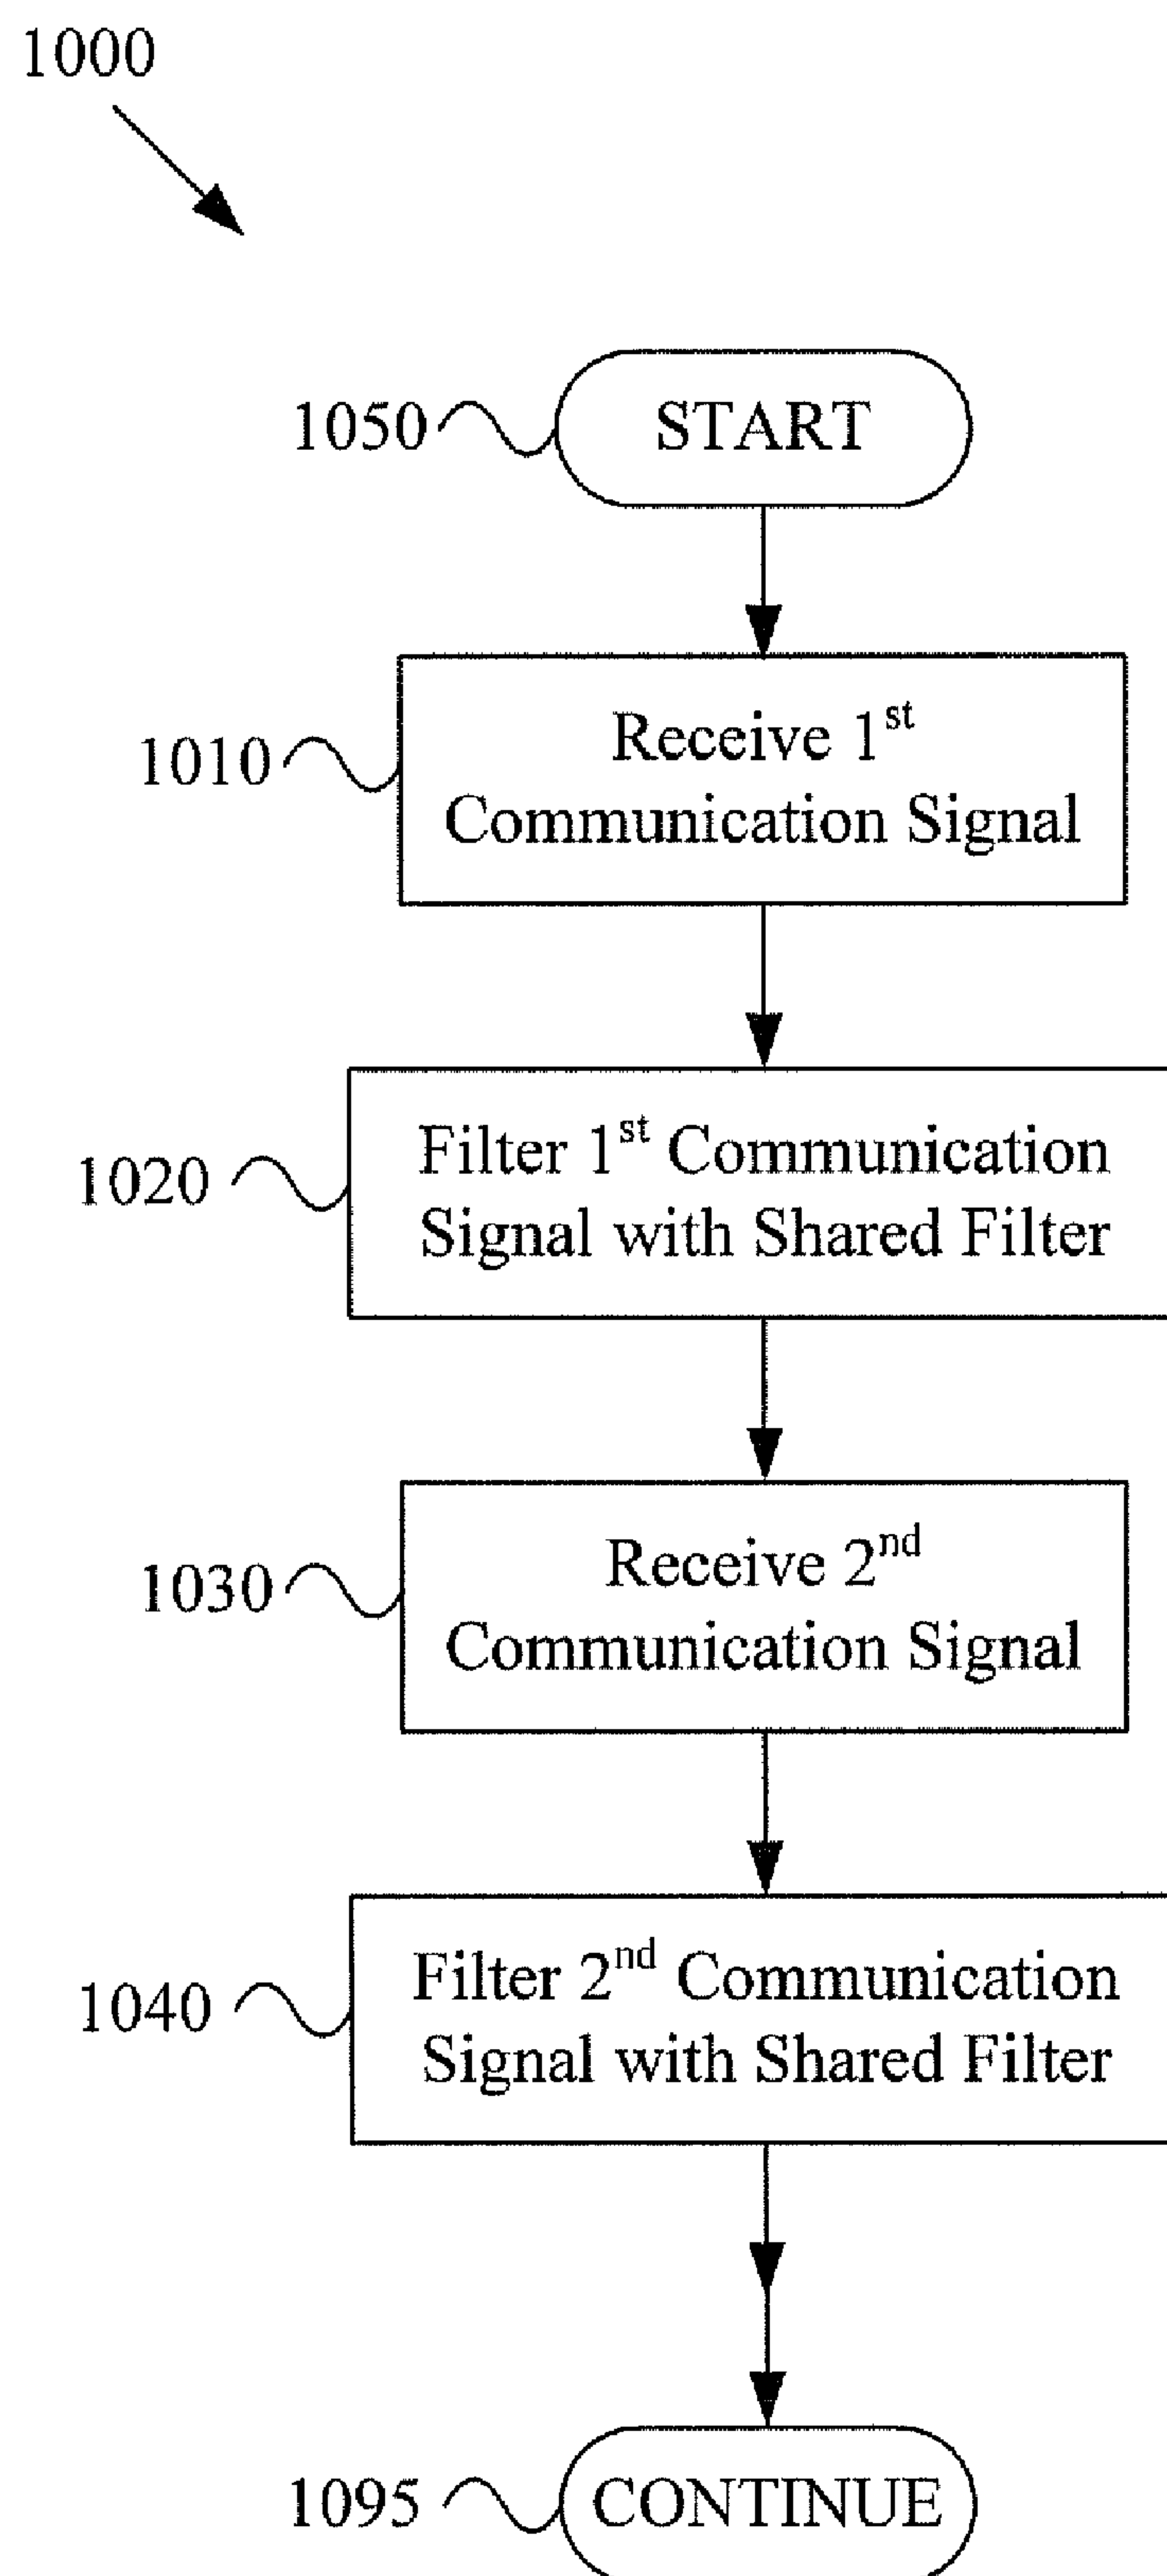 1000
1050
START
1010
Receive 1st
Communication Signal
1020
Filter 1st Communication
Signal with Shared Filter
1030
Receive 2nd
Communication Signal
1040
Filter 2nd Communication
Signal with Shared Filter
1095
CONTINUE